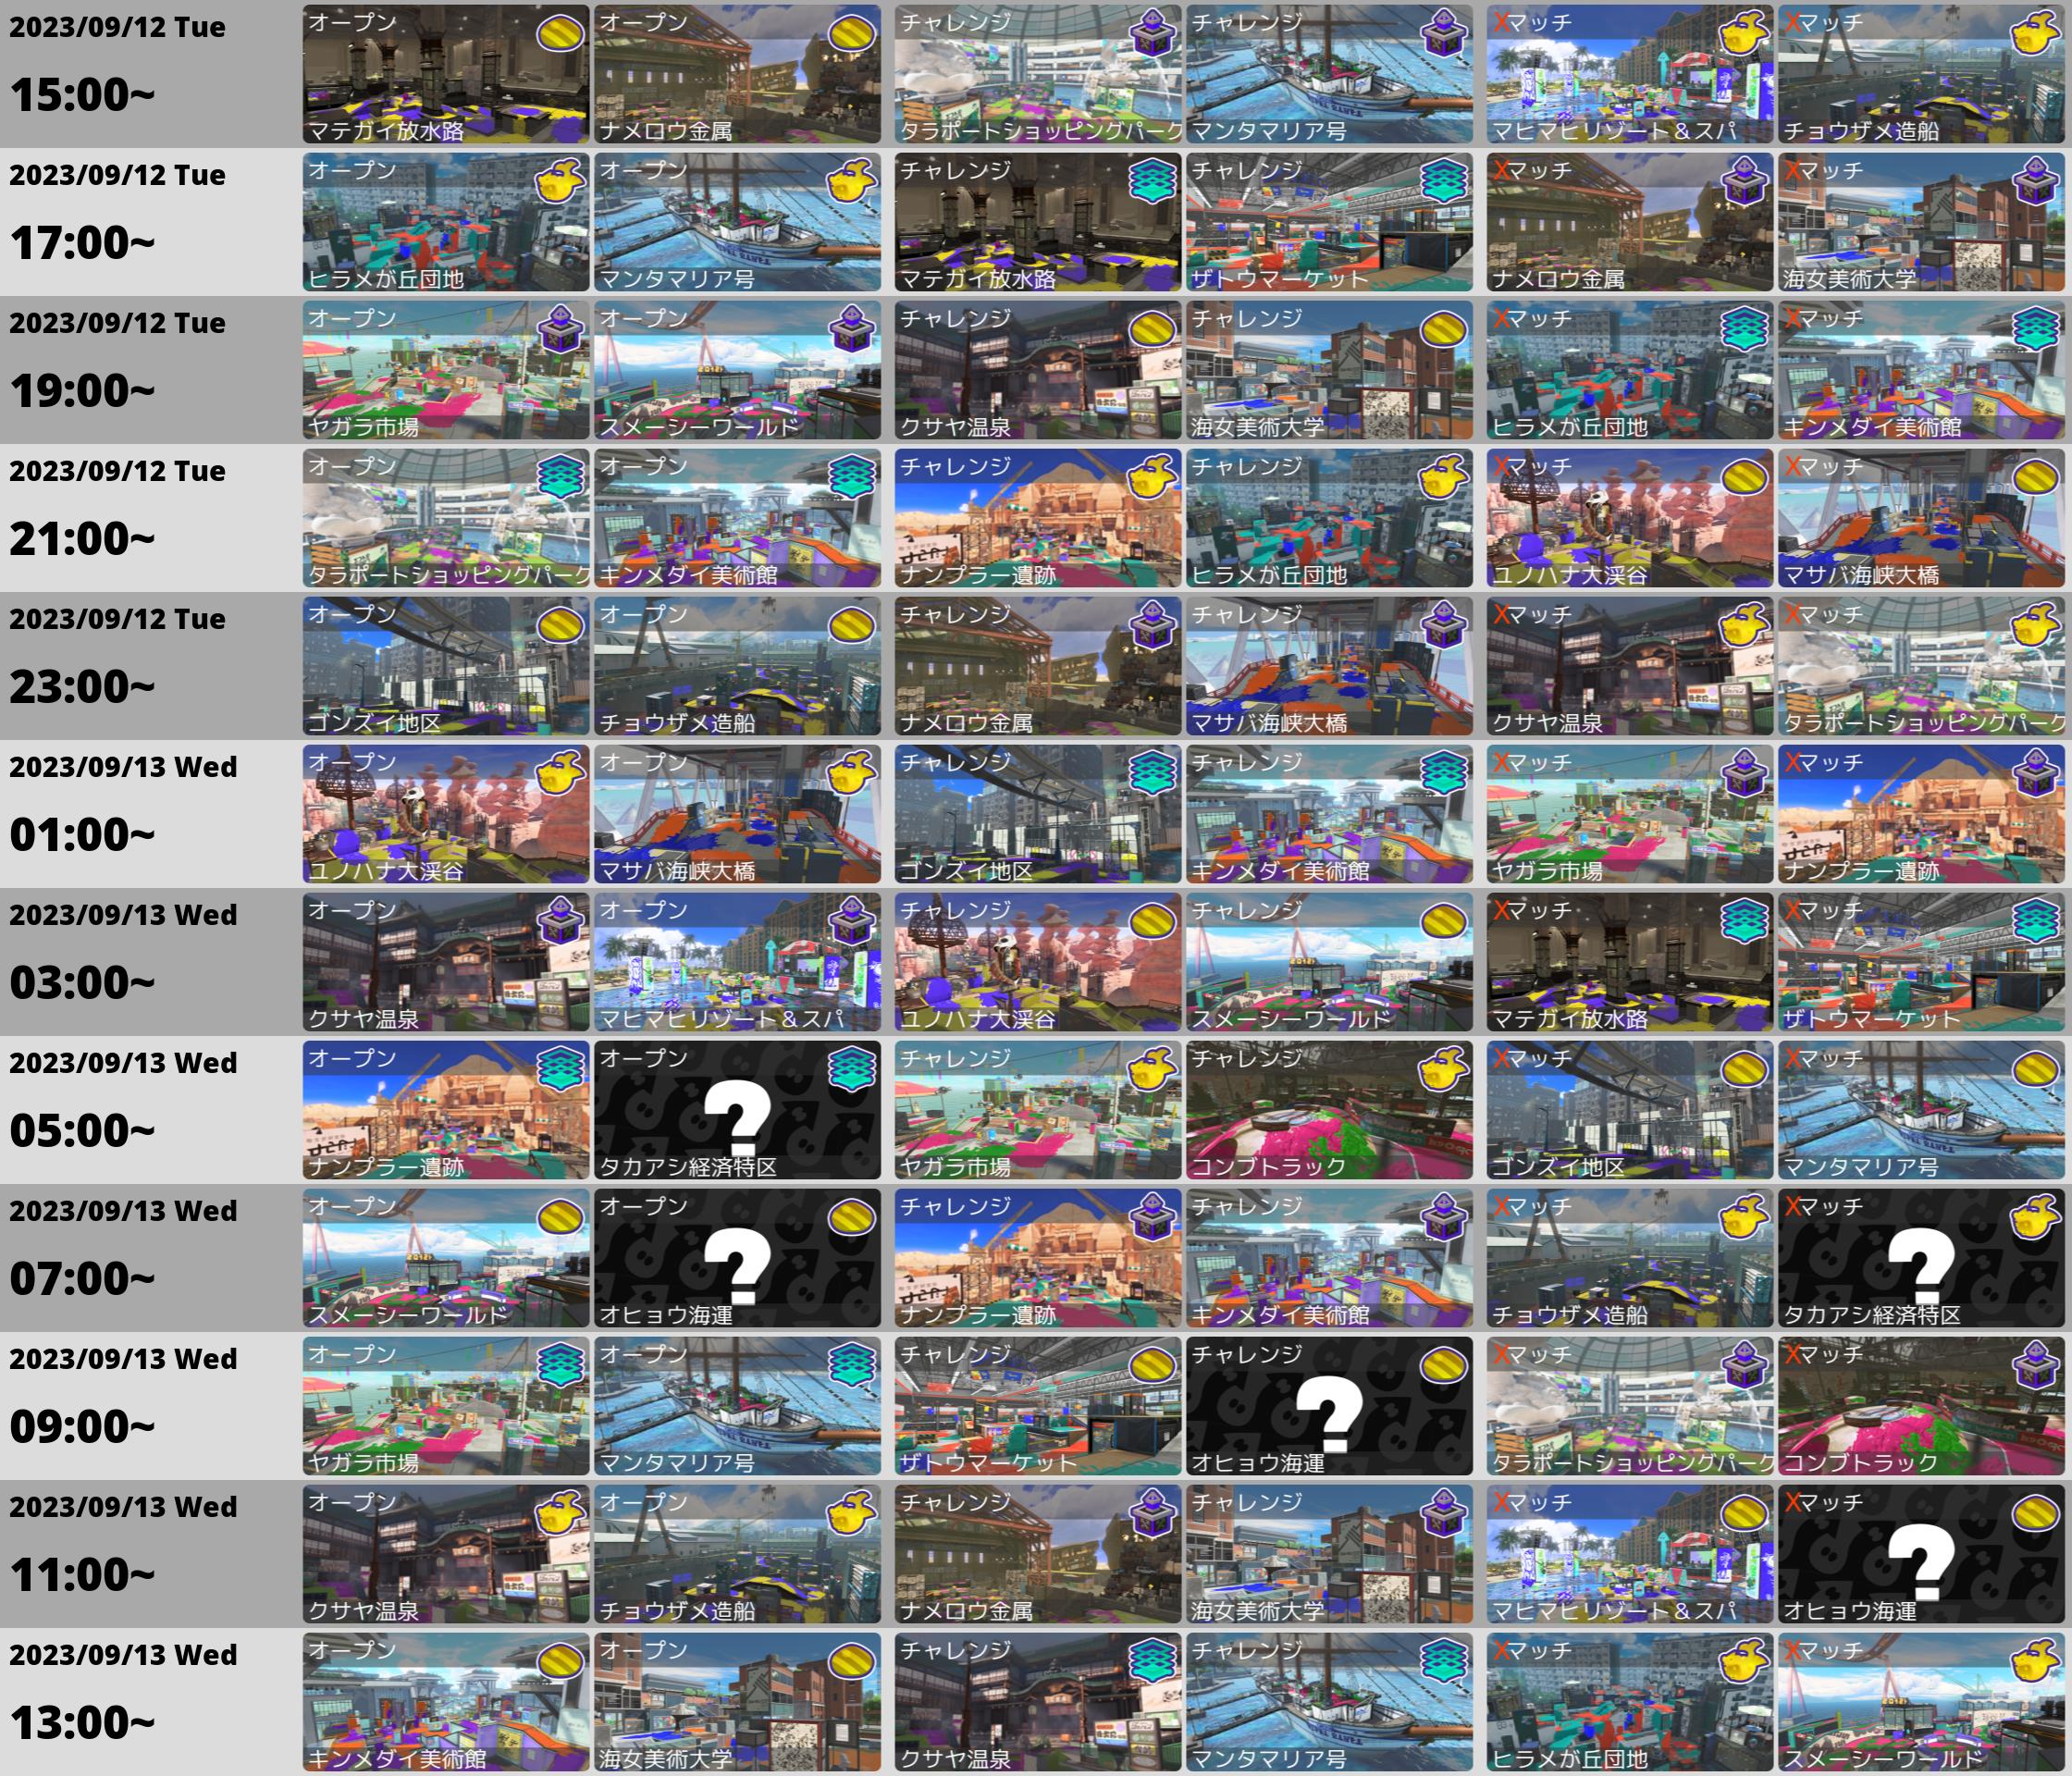 2023/09/12 Tue
15:00~
オープン
マテガイ放水路
オープン
ナメロウ金属
チャレンジ
タラポートショッピングパーク
チャレンジ
マンタマリア号
Xマッチ
マヒマヒリゾート&スパ
Xマッチ
チョウザメ造船
2023/09/12 Tue
17:00~
オープン
ヒラメが丘団地
オープン
マンタマリア号
チャレンジ
マテガイ放水路
チャレンジ
ザトウマーケット
Xマッチ
ナメロウ金属
Xマッチ
海女美術大学
2023/09/12 Tue
19:00~
オープン
ヤガラ市場
オープン
スメーシーワールド
チャレンジ
クサヤ温泉
チャレンジ
海女美術大学
Xマッチ
ヒラメが丘団地
Xマッチ
キンメダイ美術館
2023/09/12 Tue
21:00~
オープン
タラポートショッピングパーク
オープン
キンメダイ美術館
チャレンジ
ナンプラー遺跡
チャレンジ
ヒラメが丘団地
Xマッチ
ユノハナ大渓谷
Xマッチ
マサバ海峡大橋
2023/09/12 Tue
23:00~
オープン
ゴンズイ地区
オープン
チョウザメ造船
チャレンジ
ナメロウ金属
チャレンジ
マサバ海峡大橋
Xマッチ
クサヤ温泉
Xマッチ
タラポートショッピングパーク
2023/09/13 Wed
01:00~
オープン
ユノハナ大渓谷
オープン
マサバ海峡大橋
チャレンジ
ゴンズイ地区
チャレンジ
キンメダイ美術館
Xマッチ
ヤガラ市場
Xマッチ
ナンプラー遺跡
2023/09/13 Wed
03:00~
オープン
クサヤ温泉
オープン
マヒマヒリゾート&スパ
チャレンジ
ユノハナ大渓谷
チャレンジ
スメーシーワールド
Xマッチ
マテガイ放水路
Xマッチ
ザトウマーケット
2023/09/13 Wed
05:00~
オープン
ナンプラー遺跡
オープン
?
タカアシ経済特区
チャレンジ
ヤガラ市場
チャレンジ
コンブトラック
Xマッチ
ゴンズイ地区
Xマッチ
マンタマリア号
2023/09/13 Wed
07:00~
オープン
スメーシーワールド
オープン
?
オヒョウ海運
チャレンジ
ナンプラー遺跡
チャレンジ
キンメダイ美術館
Xマッチ
チョウザメ造船
Xマッチ
?
タカアシ経済特区
2023/09/13 Wed
09:00~
オープン
ヤガラ市場
オープン
マンタマリア号
チャレンジ
ザトウマーケット
チャレンジ
?
オヒョウ海運
Xマッチ
タラポートショッピングパーク
Xマッチ
コンブトラック
2023/09/13 Wed
11:00~
オープン
クサヤ温泉
オープン
チョウザメ造船
チャレンジ
ナメロウ金属
チャレンジ
海女美術大学
Xマッチ
マヒマヒリゾート&スパ
Xマッチ
?
オヒョウ海運
2023/09/13 Wed
13:00~
オープン
キンメダイ美術館
オープン
海女美術大学
チャレンジ
クサヤ温泉
チャレンジ
マンタマリア号
Xマッチ
ヒラメが丘団地
Xマッチ
スメーシーワールド